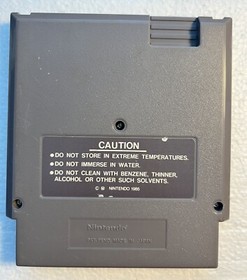 CAUTION
●DO NOT STORE IN EXTREME TEMPERATURES.
●DO NOT IMMERSE IN WATER.
●DO NOT CLEAN WITH BENZENE, THINNER,
ALCOHOL OR OTHER SUCH SOLVENTS.
© ® NINTENDO 1985
Nintendo